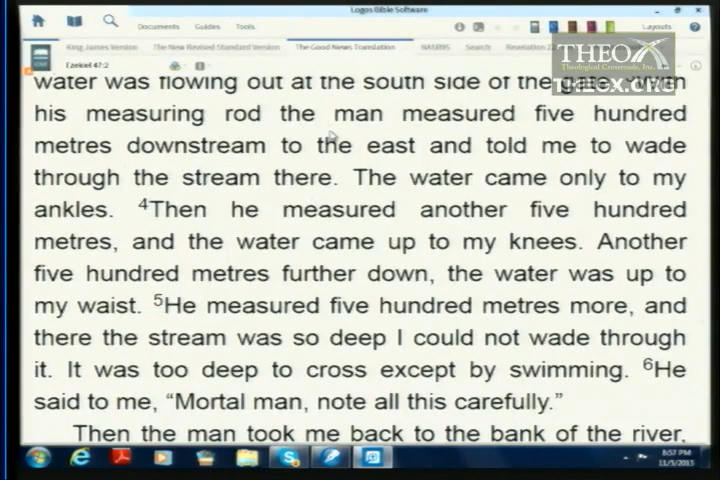 Logos Bible Software
Documents Guides Tools Layouts
King James Version The New Revised Standard Version The Good News Translation NASB95 Search Revelation 22
Ezekiel 47:2
THEOX
Theological Crossroads, Inc.
THEOX.ORG
water was flowing out at the south side of the gate. ³With
his measuring rod the man measured five hundred
metres downstream to the east and told me to wade
through the stream there. The water came only to my
ankles. ⁴Then he measured another five hundred
metres, and the water came up to my knees. Another
five hundred metres further down, the water was up to
my waist. ⁵He measured five hundred metres more, and
there the stream was so deep I could not wade through
it. It was too deep to cross except by swimming. ⁶He
said to me, “Mortal man, note all this carefully.”
Then the man took me back to the bank of the river,
8:57 PM
11/5/2013